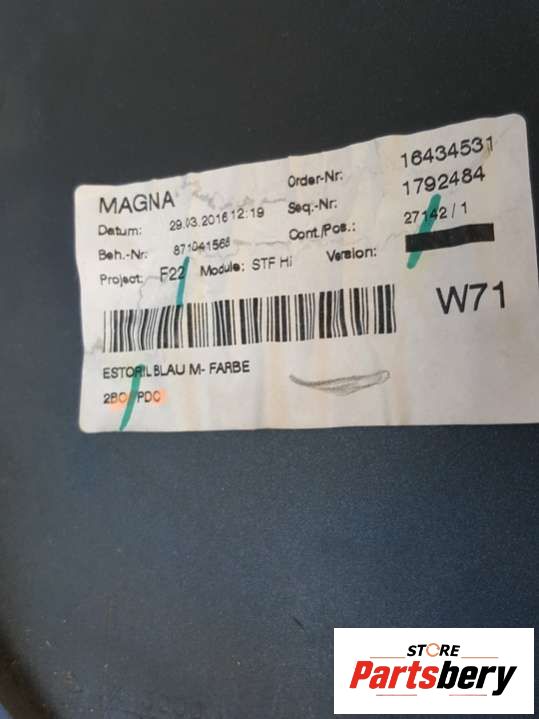 MAGNA
Datum: 29.03.2016 12:19
Beh.-Nr: 871041568
Project: F22 Module: STF Hi
Order-Nr: 16434531
Seq.-Nr: 1792484
Cont./Pos.: 27142 / 1
Version:
W71
ESTORIL BLAU M- FARBE
2BO PDC
STORE
Partsbery